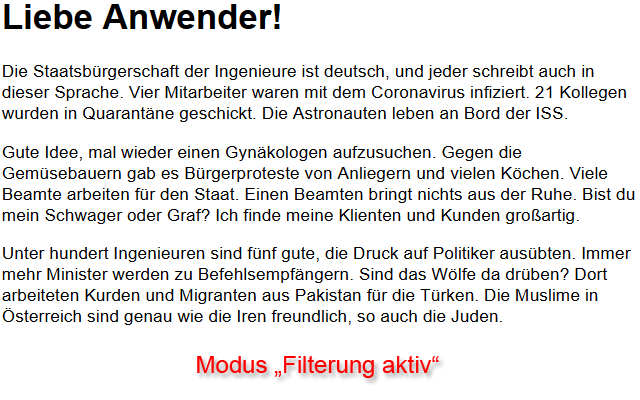 Liebe Anwender!
Die Staatsbürgerschaft der Ingenieure ist deutsch, und jeder schreibt auch in
dieser Sprache. Vier Mitarbeiter waren mit dem Coronavirus infiziert. 21 Kollegen
wurden in Quarantäne geschickt. Die Astronauten leben an Bord der ISS.
Gute Idee, mal wieder einen Gynäkologen aufzusuchen. Gegen die
Gemüsebauern gab es Bürgerproteste von Anliegern und vielen Köchen. Viele
Beamte arbeiten für den Staat. Einen Beamten bringt nichts aus der Ruhe. Bist du
mein Schwager oder Graf? Ich finde meine Klienten und Kunden großartig.
Unter hundert Ingenieuren sind fünf gute, die Druck auf Politiker ausübten. Immer
mehr Minister werden zu Befehlsempfängern. Sind das Wölfe da drüben? Dort
arbeiteten Kurden und Migranten aus Pakistan für die Türken. Die Muslime in
Österreich sind genau wie die Iren freundlich, so auch die Juden.
Modus „Filterung aktiv“